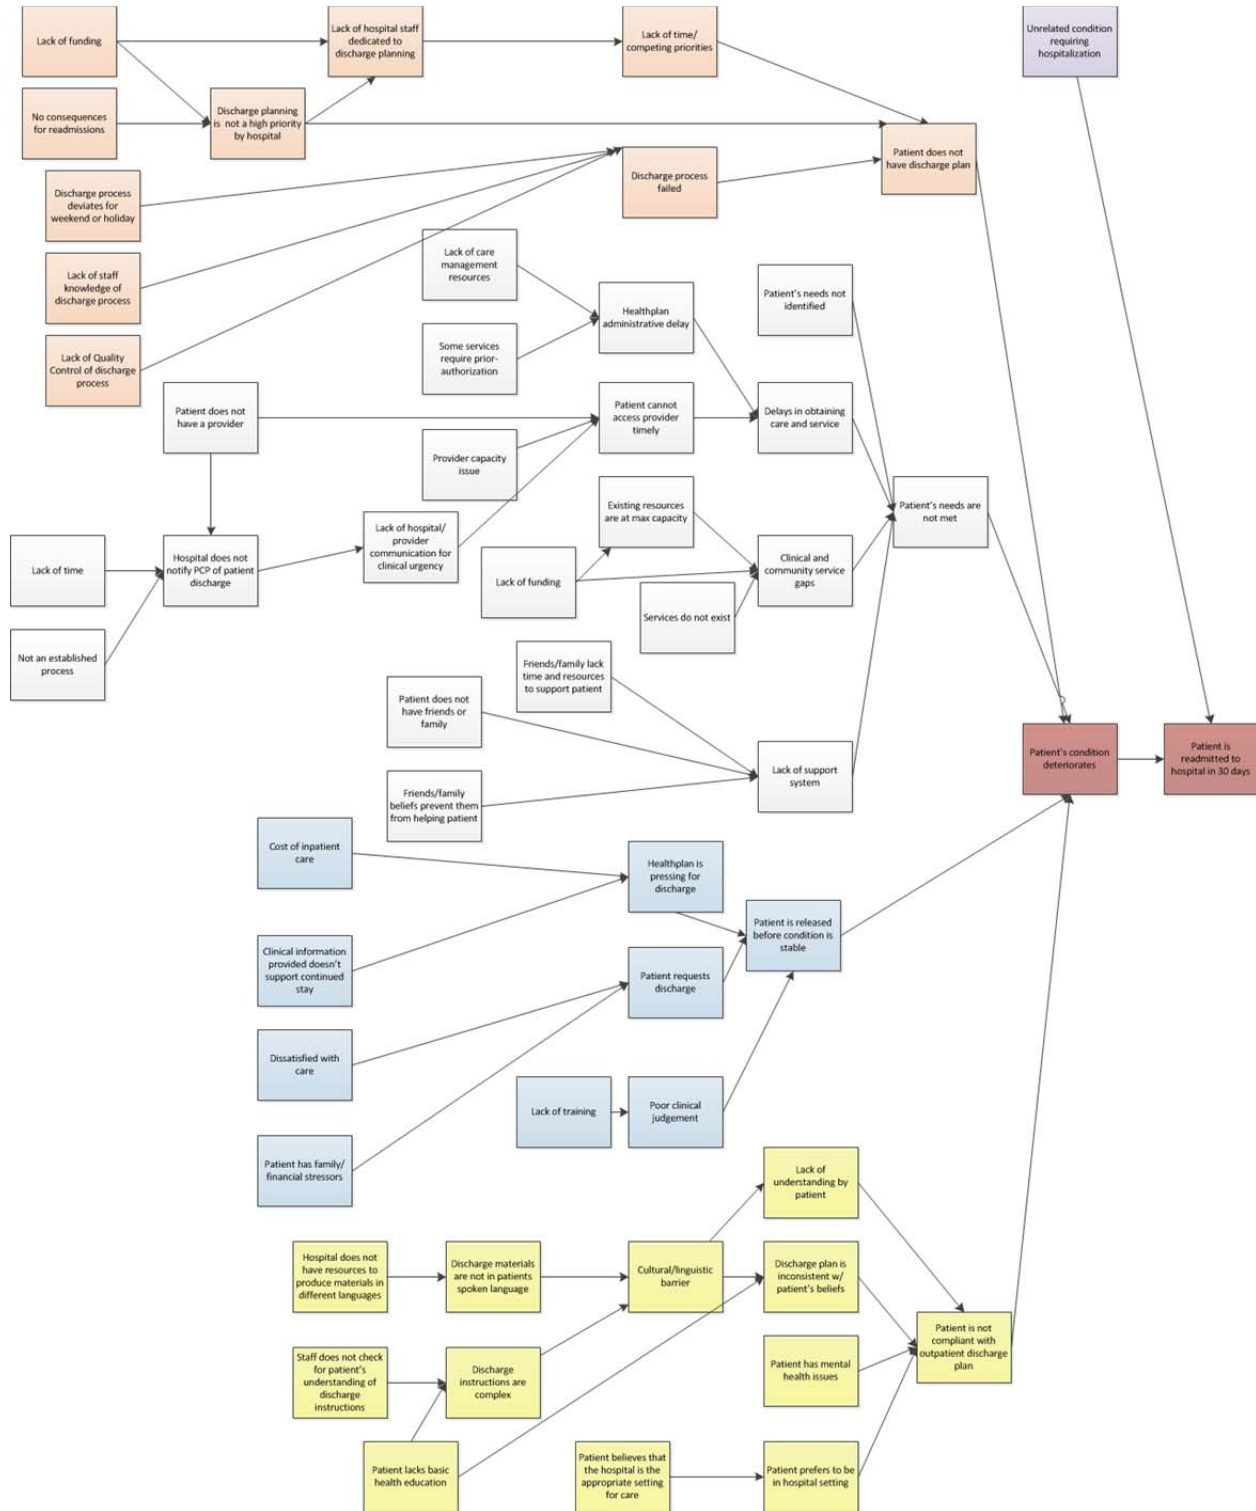 Lack of funding
Lack of hospital staff
dedicated to
discharge planning
Lack of time/
competing priorities
Unrelated condition
requiring
hospitalization
No consequences
for readmissions
Discharge planning
is not a high priority
by hospital
Patient does not
have discharge plan
Discharge process
deviates for
weekend or holiday
Discharge process
failed
Lack of staff
knowledge of
discharge process
Lack of care
management
resources
Healthplan
administrative delay
Patient's needs not
identified
Lack of Quality
Control of discharge
process
Some services
require prior-
authorization
Patient does not
have a provider
Patient cannot
access provider
timely
Delays in obtaining
care and service
Provider capacity
issue
Existing resources
are at max capacity
Patient's needs are
not met
Lack of time
Hospital does not
notify PCP of patient
discharge
Lack of hospital/
provider
communication for
clinical urgency
Lack of funding
Clinical and
community service
gaps
Services do not exist
Not an established
process
Friends/family lack
time and resources
to support patient
Patient does not
have friends or
family
Lack of support
system
Patient's condition
deteriorates
Patient is
readmitted to
hospital in 30 days
Friends/family
beliefs prevent them
from helping patient
Cost of inpatient
care
Healthplan is
pressing for
discharge
Patient is released
before condition is
stable
Clinical information
provided doesn't
support continued
stay
Patient requests
discharge
Dissatisfied with
care
Lack of training
Poor clinical
judgement
Patient has family/
financial stressors
Lack of
understanding by
patient
Hospital does not
have resources to
produce materials in
different languages
Discharge materials
are not in patients
spoken language
Cultural/linguistic
barrier
Discharge plan is
inconsistent w/
patient's beliefs
Patient is not
compliant with
outpatient discharge
plan
Staff does not check
for patient's
understanding of
discharge
instructions
Discharge
instructions are
complex
Patient has mental
health issues
Patient lacks basic
health education
Patient believes that
the hospital is the
appropriate setting
for care
Patient prefers to be
in hospital setting